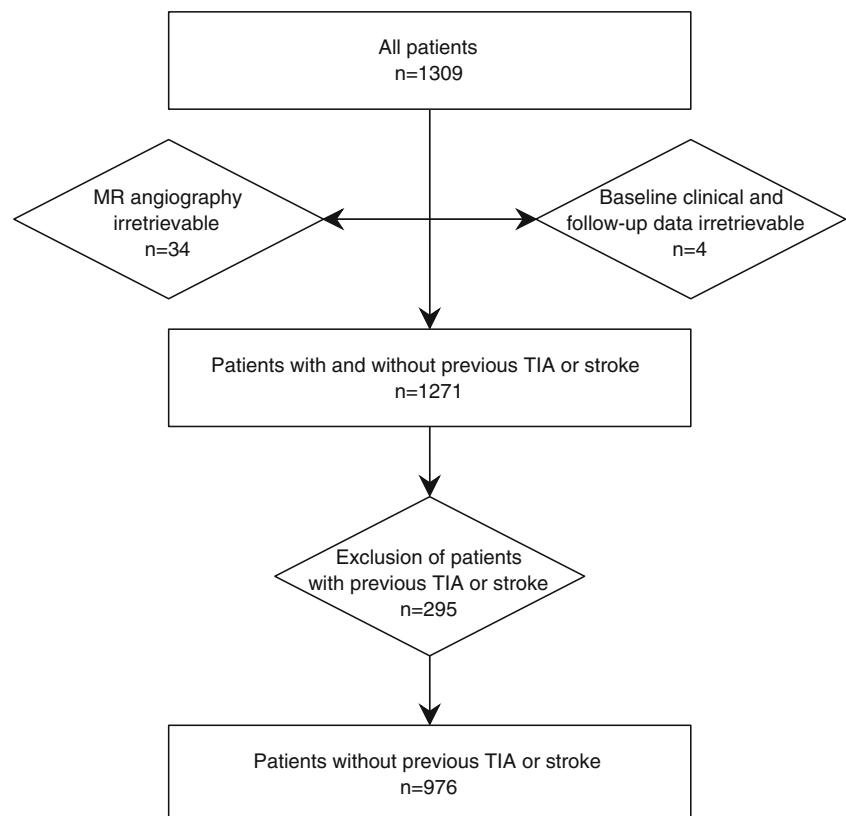 All patients
n=1309
MR angiography
irretrievable
n=34
Baseline clinical and
follow-up data irretrievable
n=4
Patients with and without previous TIA or stroke
n=1271
Exclusion of patients
with previous TIA or stroke
n=295
Patients without previous TIA or stroke
n=976